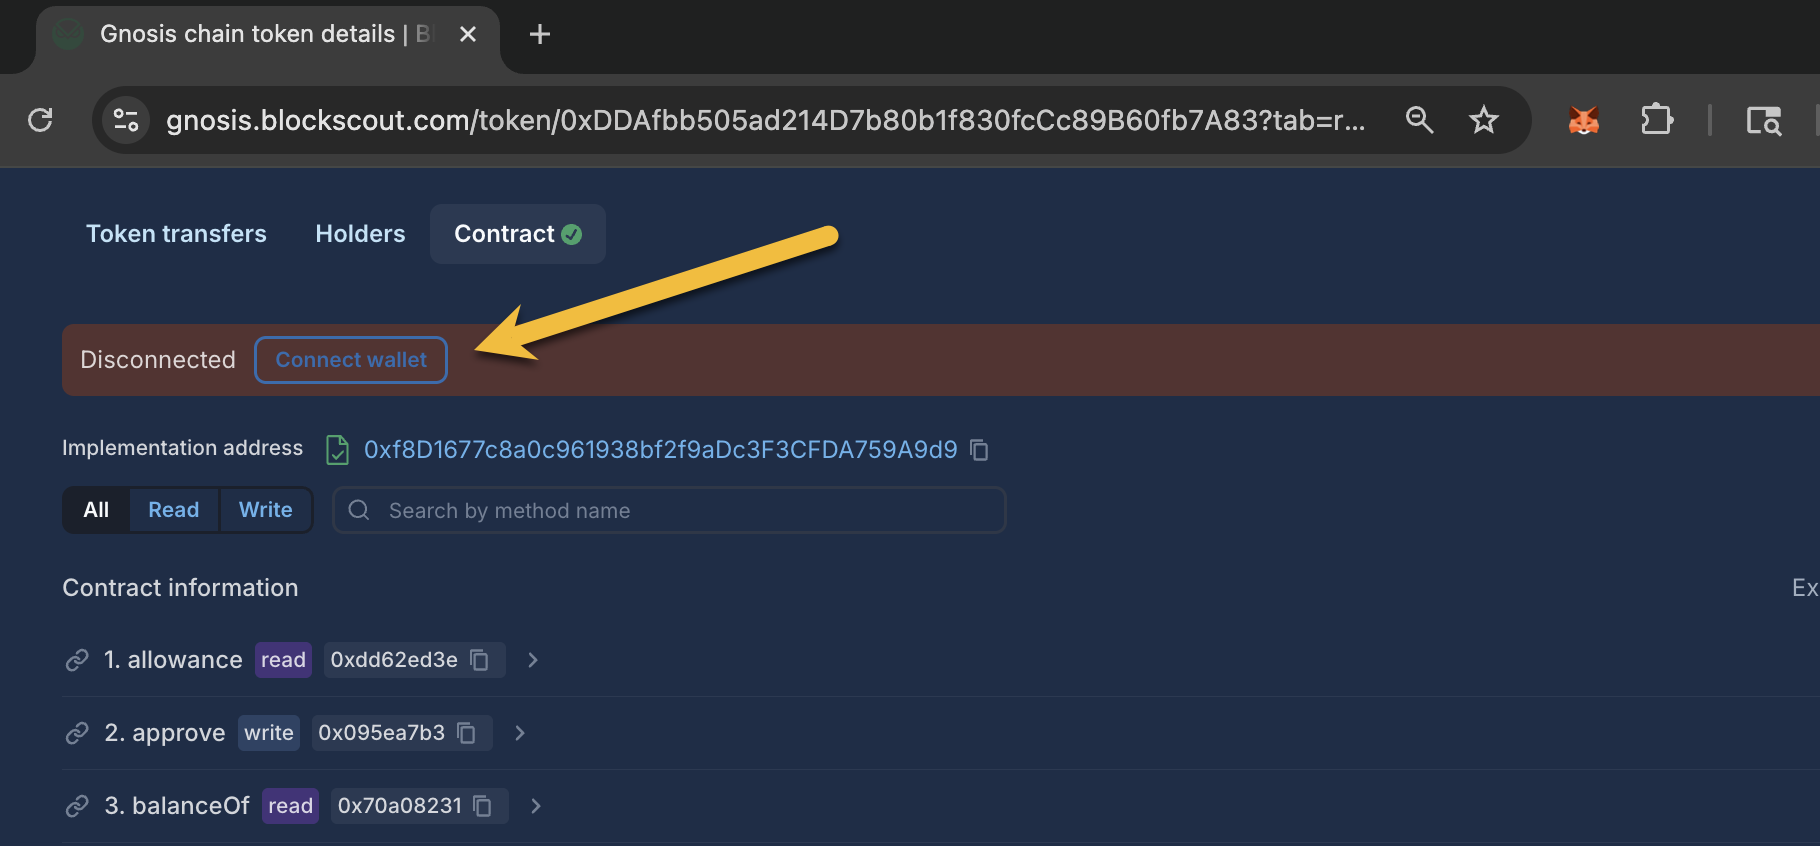 Gnosis chain token details | Bl
gnosis.blockscout.com/token/0xDDAfbb505ad214D7b80b1f830fcCc89B60fb7A83?tab=r...
Token transfers Holders Contract
Disconnected Connect wallet
Implementation address 0xf8D1677c8a0c961938bf2f9aDc3F3CFDA759A9d9
All Read Write Search by method name
Contract information Ex
1. allowance read 0xdd62ed3e
2. approve write 0x095ea7b3
3. balanceOf read 0x70a08231